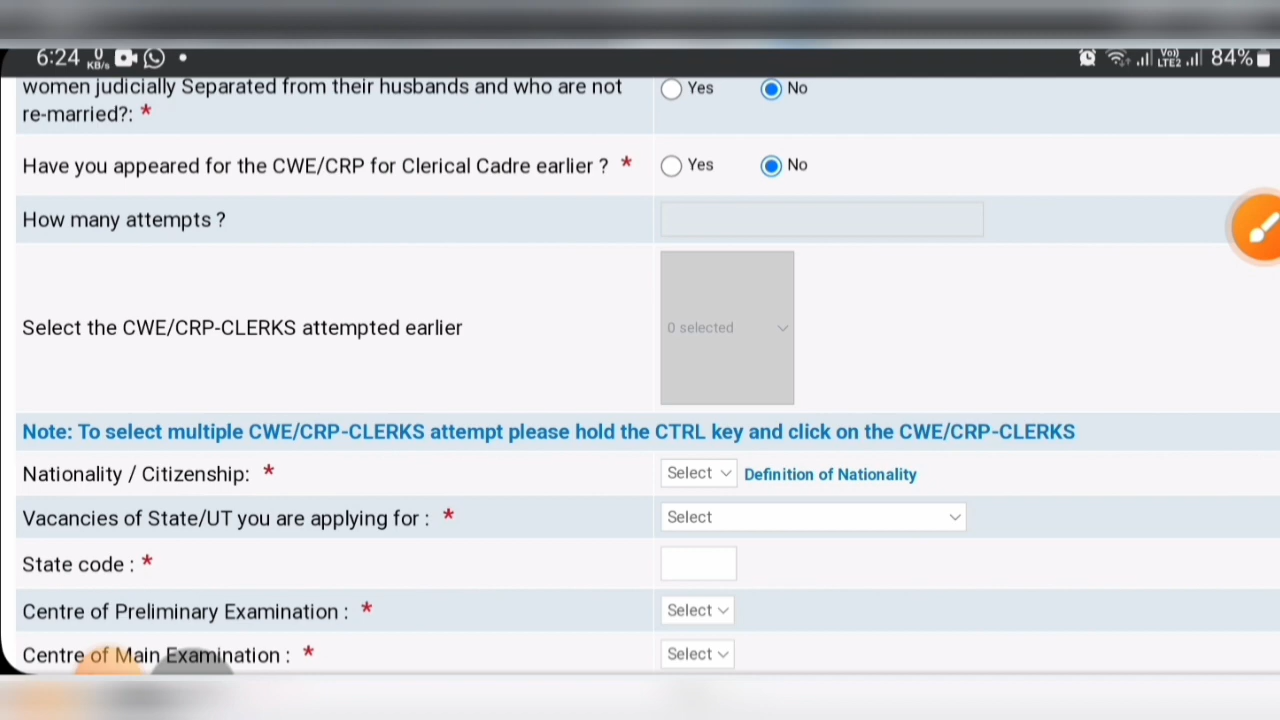 6:24 0 KB/s Vo)) LTE2 84%
women judicially Separated from their husbands and who are not Yes No
re-married?: *
Have you appeared for the CWE/CRP for Clerical Cadre earlier ? * Yes No
How many attempts ?
Select the CWE/CRP-CLERKS attempted earlier 0 selected
Note: To select multiple CWE/CRP-CLERKS attempt please hold the CTRL key and click on the CWE/CRP-CLERKS
Nationality / Citizenship: * Select Definition of Nationality
Vacancies of State/UT you are applying for : * Select
State code : *
Centre of Preliminary Examination : * Select
Centre of Main Examination : * Select